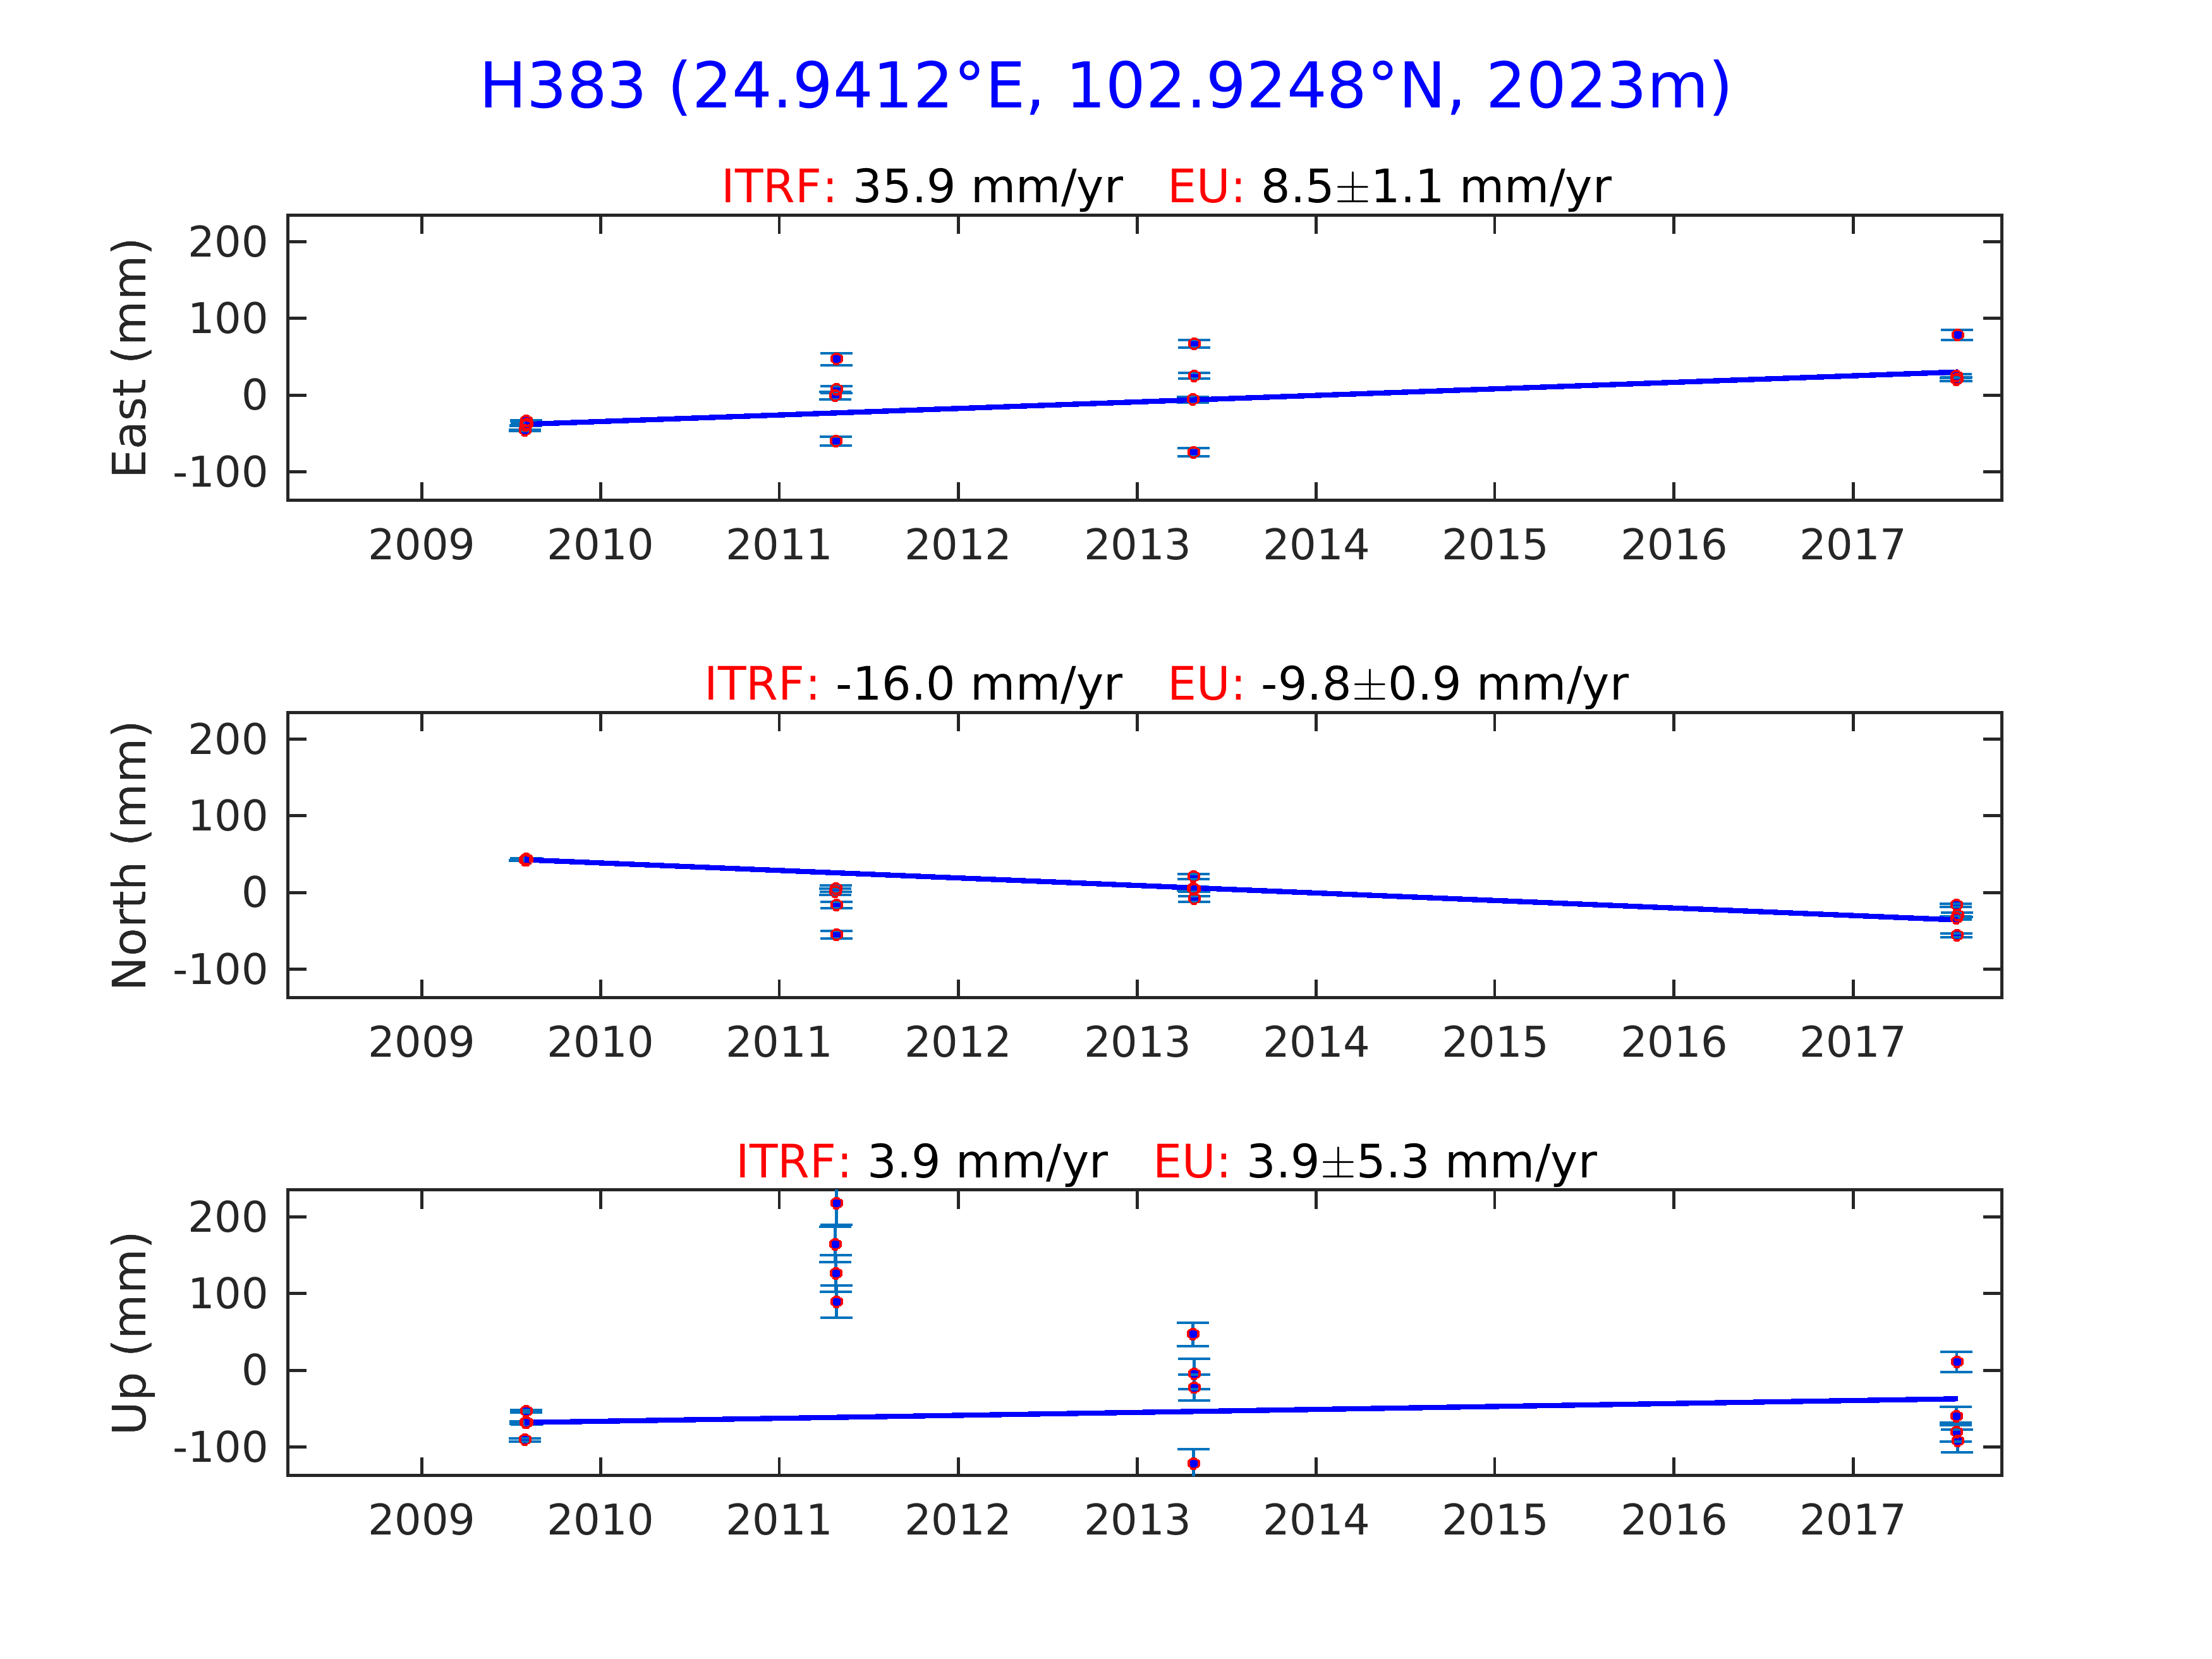 H383 (24.9412°E, 102.9248°N, 2023m)
ITRF: 35.9 mm/yr EU: 8.5±1.1 mm/yr
East (mm)
200
100
0
-100
2009 2010 2011 2012 2013 2014 2015 2016 2017
ITRF: -16.0 mm/yr EU: -9.8±0.9 mm/yr
North (mm)
200
100
0
-100
2009 2010 2011 2012 2013 2014 2015 2016 2017
ITRF: 3.9 mm/yr EU: 3.9±5.3 mm/yr
Up (mm)
200
100
0
-100
2009 2010 2011 2012 2013 2014 2015 2016 2017